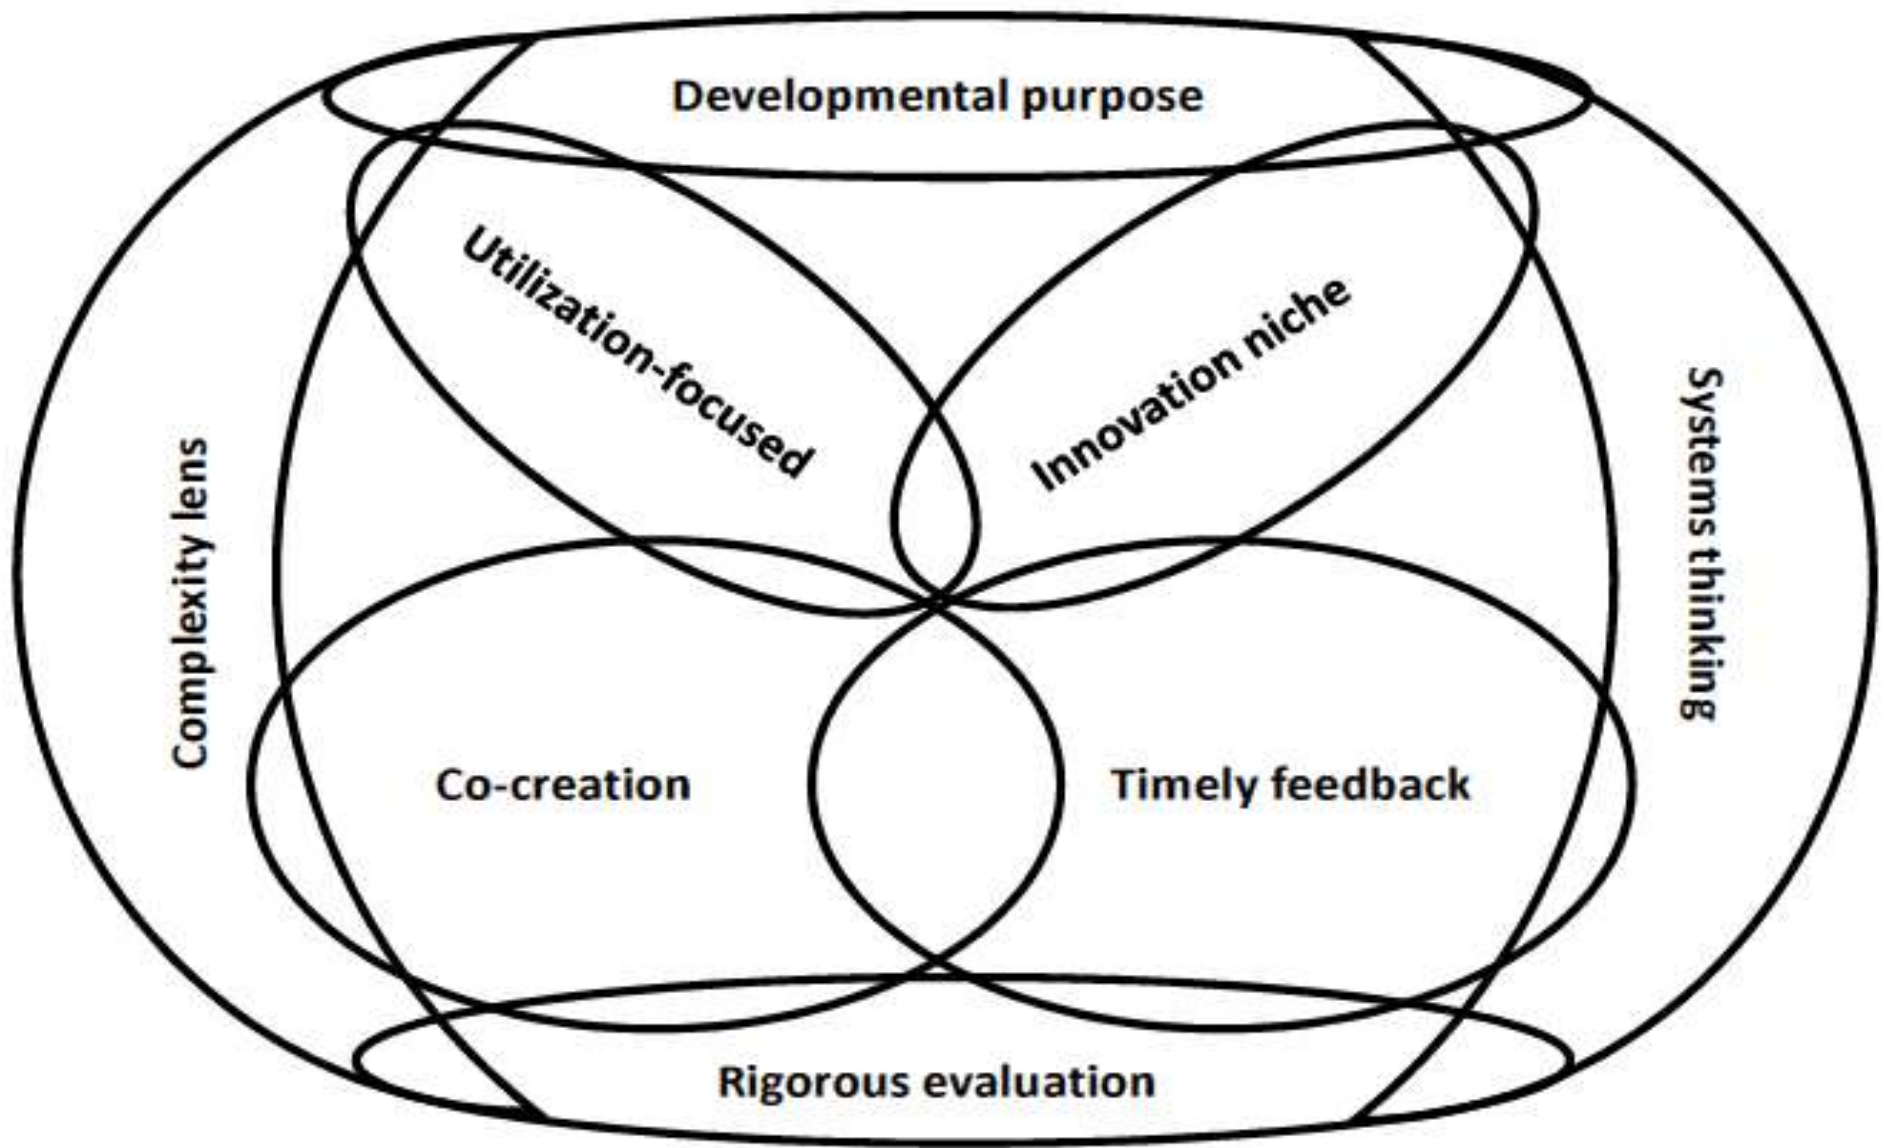 Developmental purpose
Utilization-focused
Innovation niche
Complexity lens
Systems thinking
Co-creation
Timely feedback
Rigorous evaluation